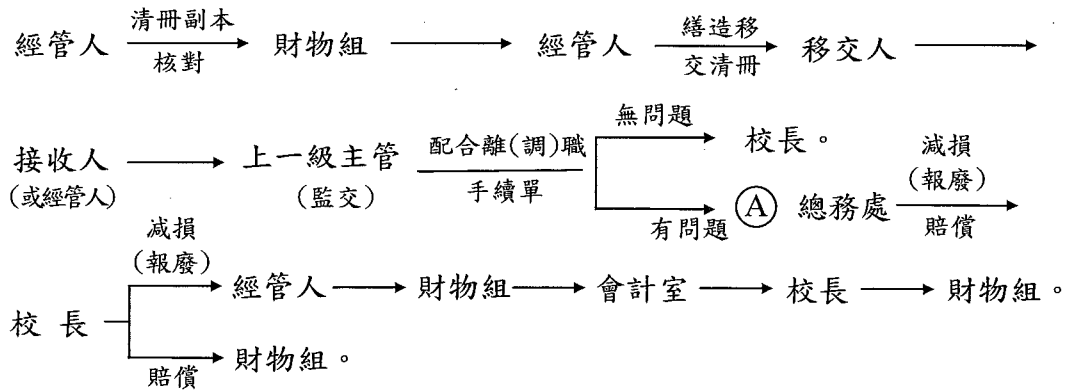 清冊副本
經管人 財物組 經管人 繕造移 移交人
核對 交清冊
無問題
接收人 上一級主管 配合離(調)職 校長。 減損
(或經管人) (監交) 手續單 (報廢)
有問題 A 總務處 賠償
減損
(報廢)
經管人 財物組 會計室 校長 財物組。
校長
賠償 財物組。